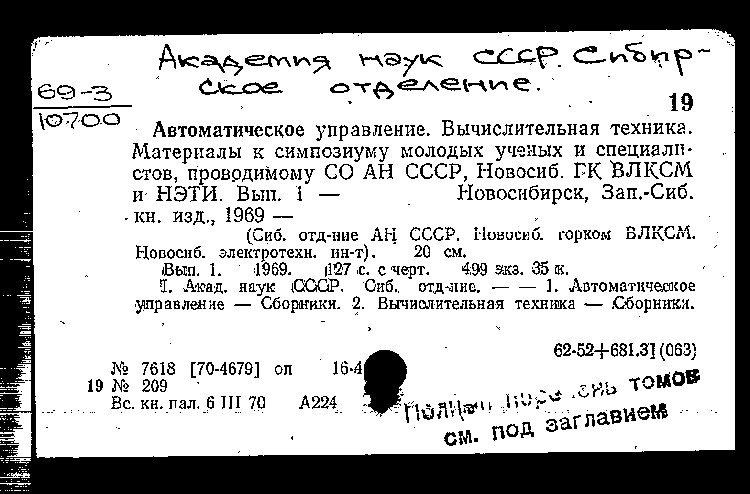 Академия наук СССР. Сибир-
69-3 ское отделение.
10700
19
Автоматическое управление. Вычислительная техника.
Материалы к симпозиуму молодых ученых и специали-
стов, проводимому СО АН СССР, Новосиб. ГК ВЛКСМ
и НЭТИ. Вып. 1 — Новосибирск, Зап.-Сиб.
кн. изд., 1969 —
(Сиб. отд-ние АН СССР. Новосиб. горком ВЛКСМ.
Новосиб. электротехн. ин-т). 20 см.
Вып. 1. 1969. 127 с. с черт. 499 экз. 35 к.
1. Акад. наук СССР. Сиб. отд-ние. — — 1. Автоматическое
управление — Сборники. 2. Вычислительная техника — Сборники.
62-52+681.31 (063)
№ 7618 [70-4679] оп 16-4
19 № 209
Вс. кн. пал. 6 III 70 А224
Полный перечень томов
см. под заглавием